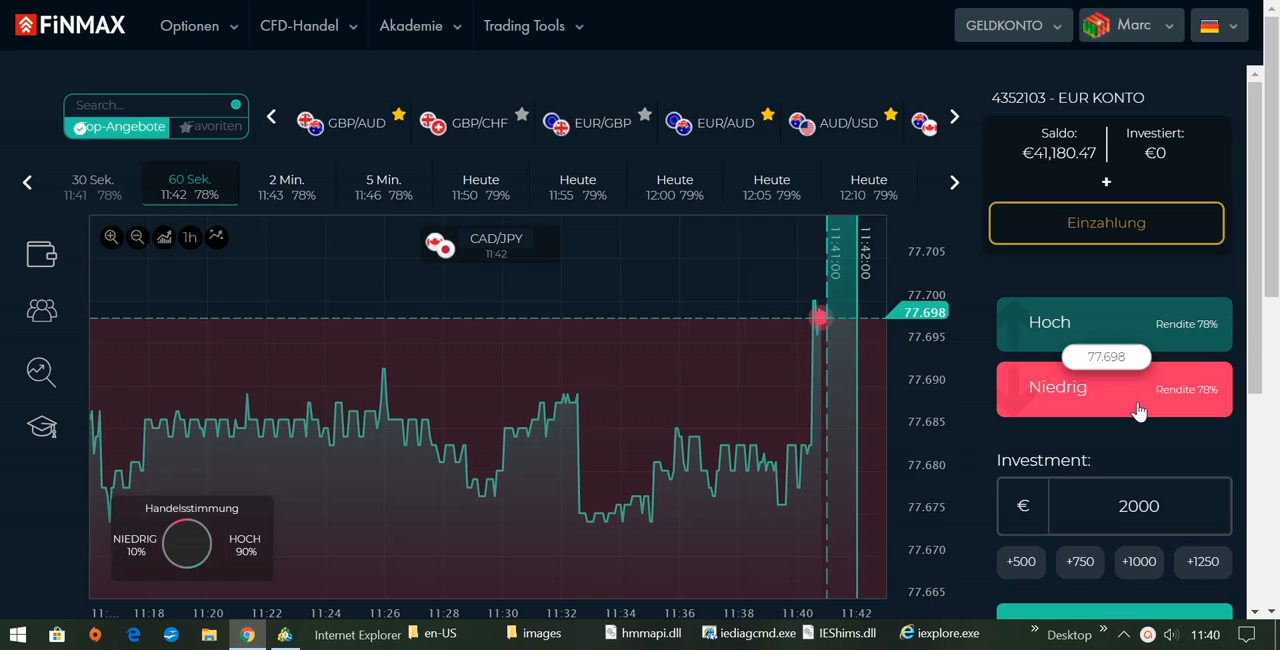 FiNMAX Optionen CFD-Handel Akademie Trading Tools GELDKONTO Marc
Search...
Top-Angebote Favoriten
GBP/AUD GBP/CHF EUR/GBP EUR/AUD AUD/USD
4352103 - EUR KONTO
Saldo: Investiert:
€41,180.47 €0
+
Einzahlung
30 Sek. 60 Sek. 2 Min. 5 Min. Heute Heute Heute Heute Heute
11:41 78% 11:42 78% 11:43 78% 11:46 78% 11:50 79% 11:55 79% 12:00 79% 12:05 79% 12:10 79%
1h
CAD/JPY
11:42
11:41:00
11:42:00
77.705
77.700
77.698
77.695
77.690
77.685
77.680
77.675
77.670
77.665
Handelsstimmung
NIEDRIG HOCH
10% 90%
11:... 11:18 11:20 11:22 11:24 11:26 11:28 11:30 11:32 11:34 11:36 11:38 11:40 11:42
Hoch Rendite 78%
77.698
Niedrig Rendite 78%
Investment:
€ 2000
+500 +750 +1000 +1250
Internet Explorer en-US images hmmapi.dll iediagcmd.exe IEShims.dll iexplore.exe Desktop 11:40